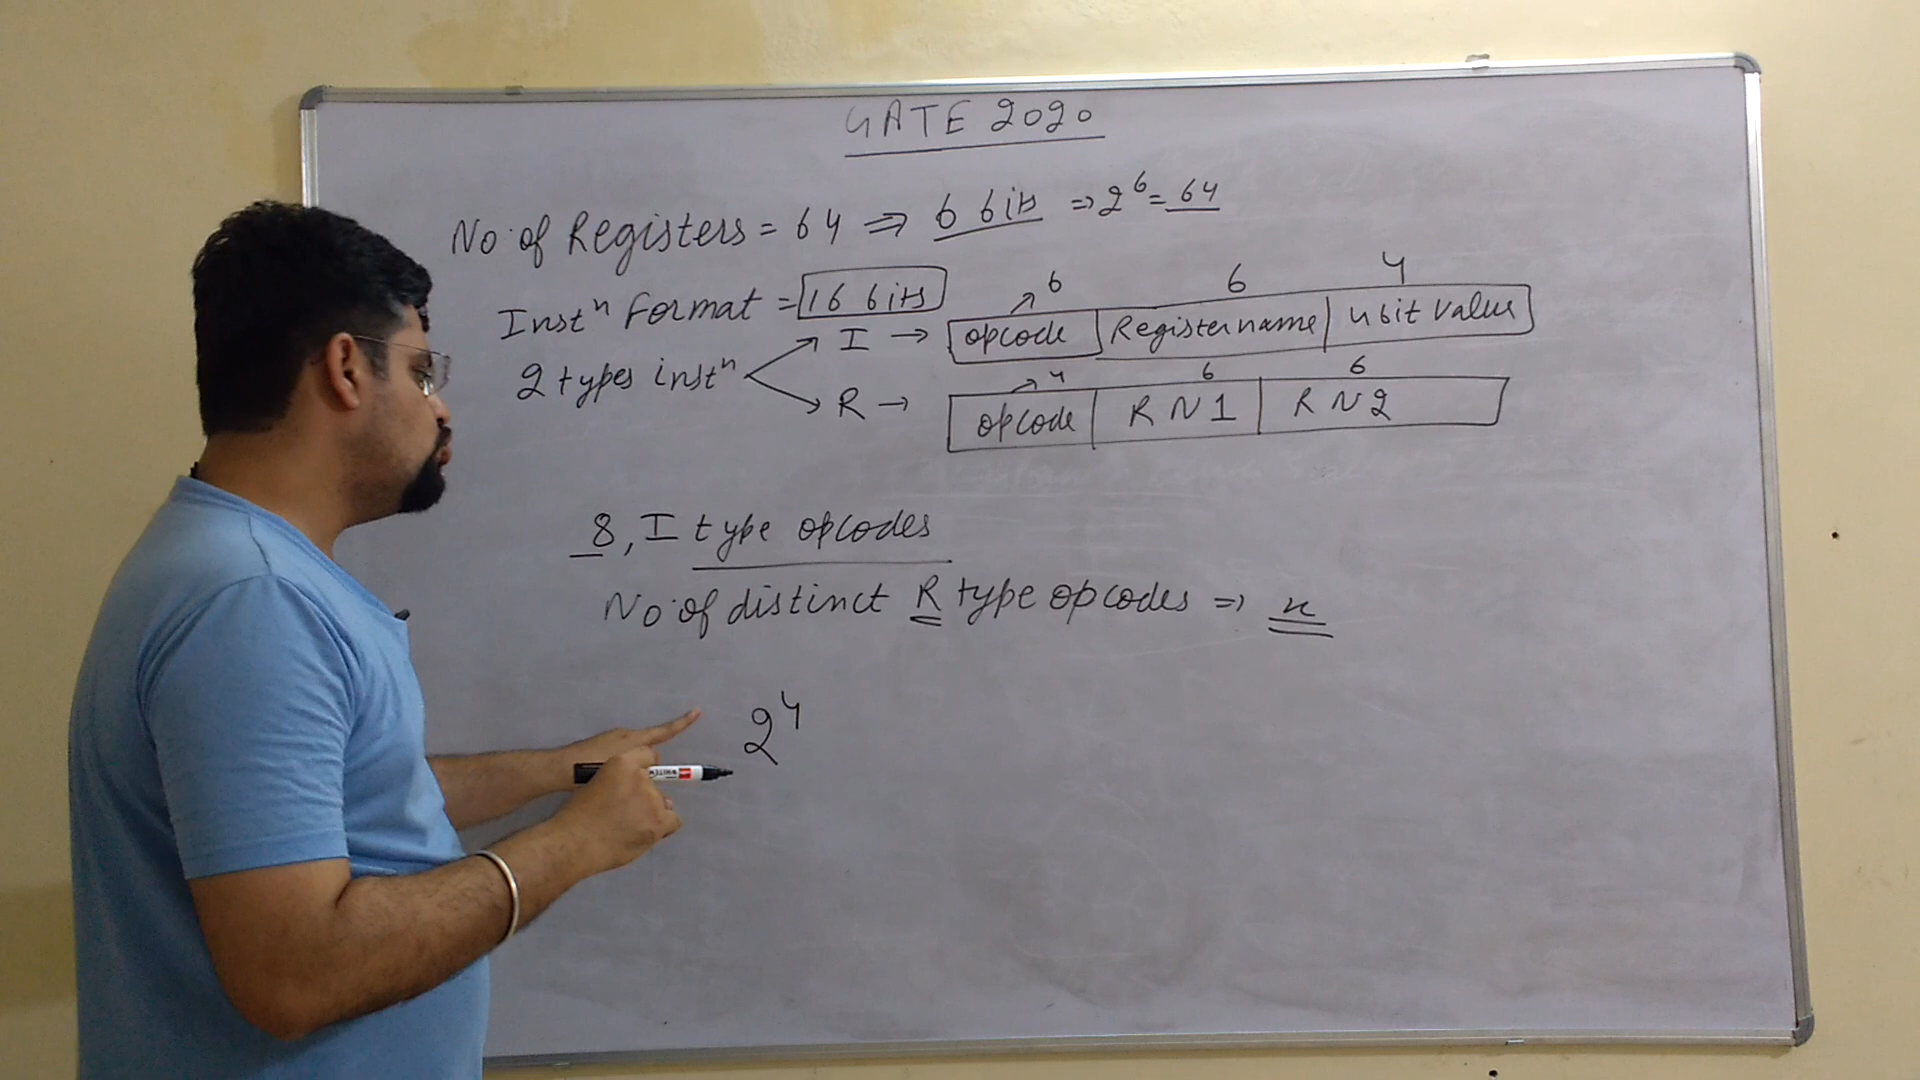 GATE 2020
No. of Registers = 64 ⇒ 6 bits ⇒ 2^6 = 64
Instⁿ Format = 16 bits
2 types instⁿ
I → opcode Register name 4 bit value
6 6 4
R → opcode RN1 RN2
4 6 6
8, I type opcodes
No. of distinct R type opcodes ⇒ x
2^4